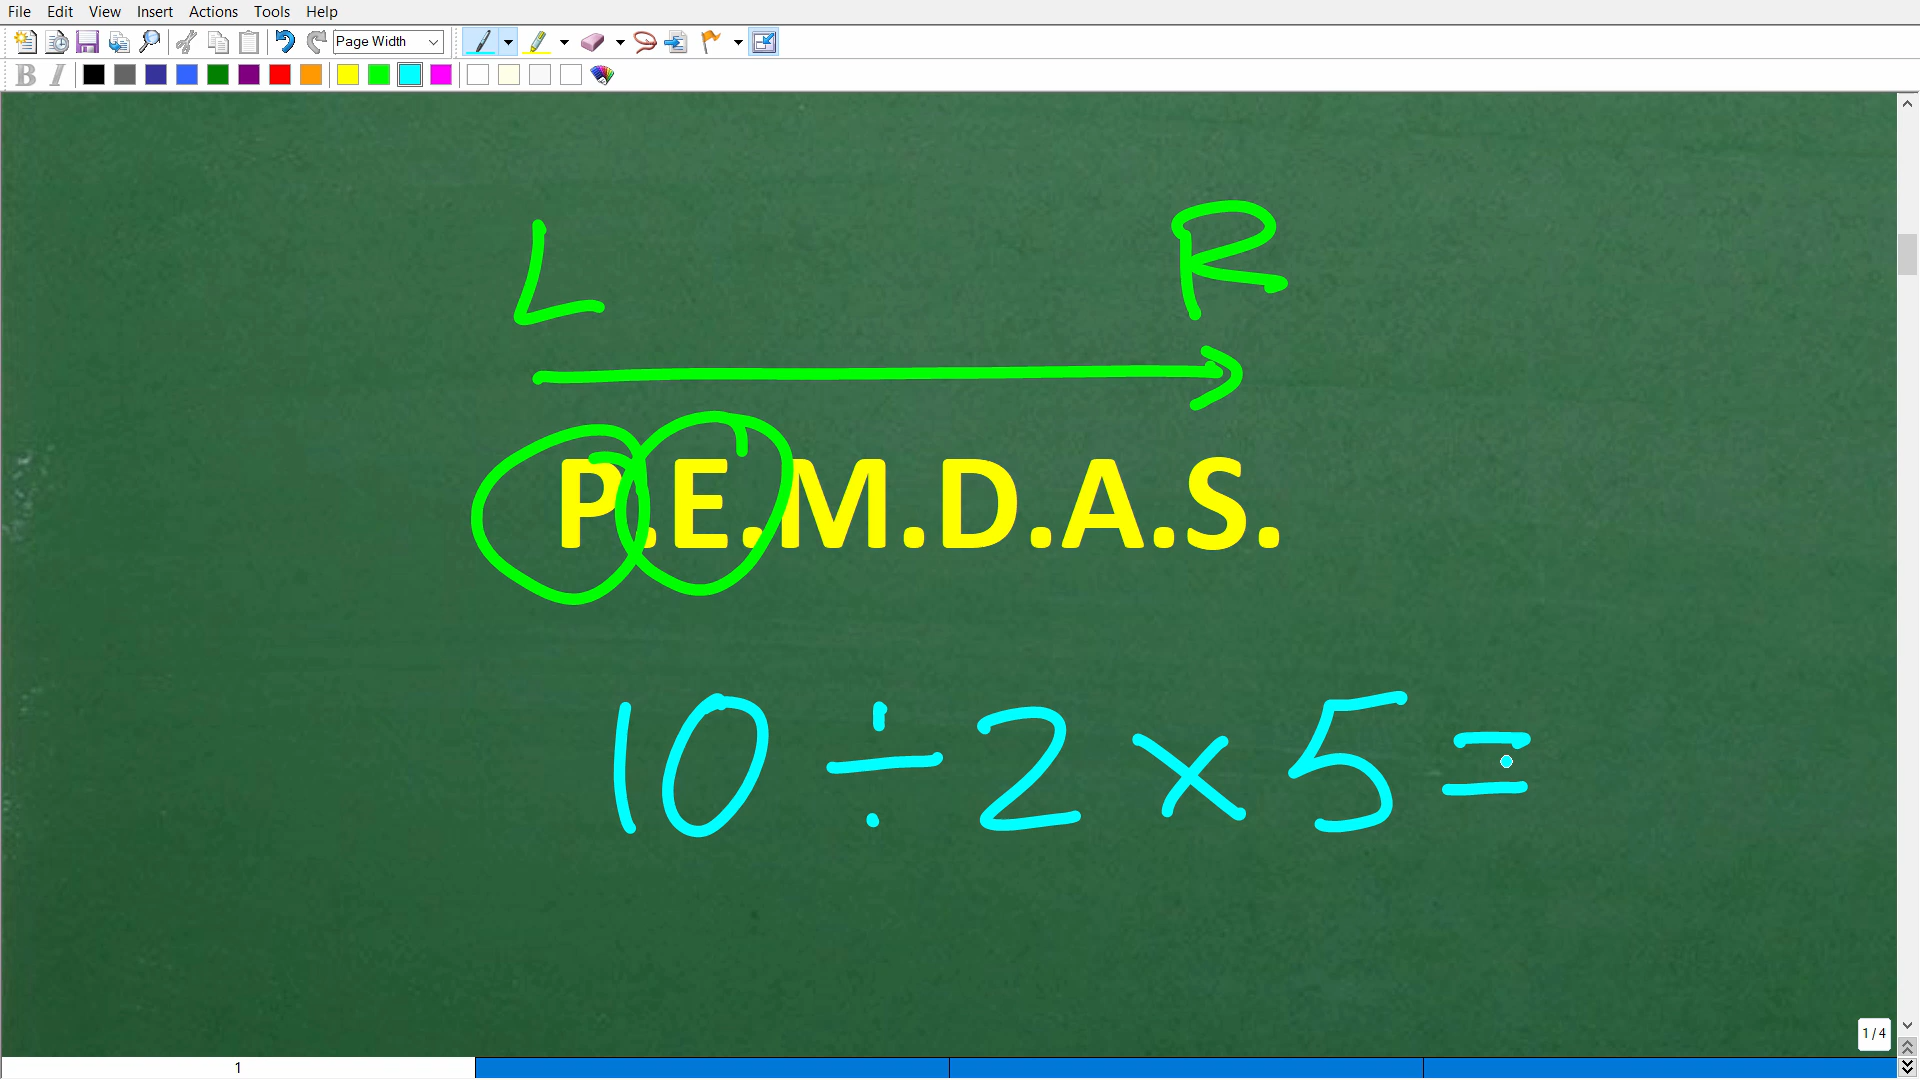 File Edit View Insert Actions Tools Help
Page Width
B I
L R
P.E.M.D.A.S.
10 ÷ 2 × 5 =
1 / 4
1